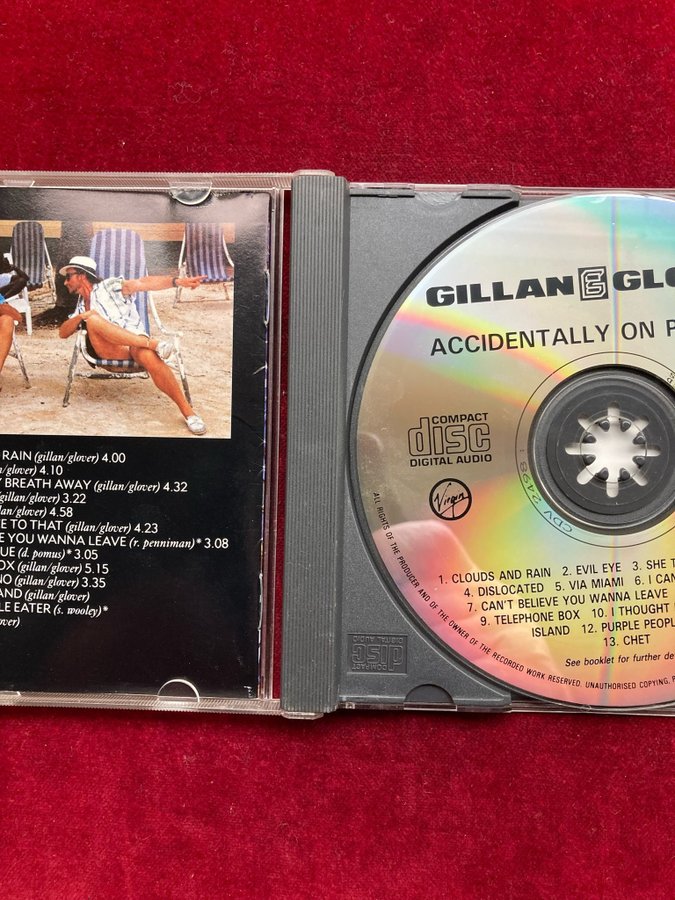 RAIN (gillan/glover) 4.00
/glover) 4.10
BREATH AWAY (gillan/glover) 4.32
(gillan/glover) 3.22
/glover) 4.58
TO THAT (gillan/glover) 4.23
YOU WANNA LEAVE (r. penniman)* 3.08
(d. pomus)* 3.05
OX (gillan/glover) 5.15
NO (gillan/glover) 3.35
AND (gillan/glover)
LE EATER (s. wooley)*
GILLAN & GLO
ACCIDENTALLY ON P
COMPACT
disc
DIGITAL AUDIO
Virgin
CDV 2498
1. CLOUDS AND RAIN 2. EVIL EYE 3. SHE T
4. DISLOCATED 5. VIA MIAMI 6. I CAN
7. CAN'T BELIEVE YOU WANNA LEAVE
9. TELEPHONE BOX 10. I THOUGHT
ISLAND 12. PURPLE PEOPL
13. CHET
See booklet for further de
ALL RIGHTS OF THE PRODUCER AND OF THE OWNER OF THE RECORDED WORK RESERVED. UNAUTHORISED COPYING, P
COMPACT
disc
DIGITAL AUDIO